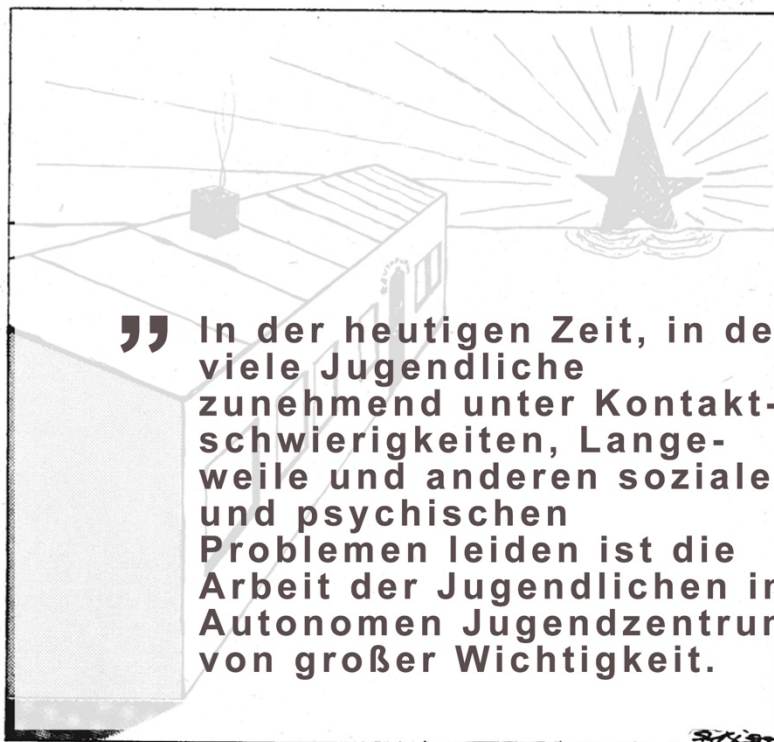 ” In der heutigen Zeit, in de
viele Jugendliche
zunehmend unter Kontakt-
schwierigkeiten, Lange-
weile und anderen soziale
und psychischen
Problemen leiden ist die
Arbeit der Jugendlichen in
Autonomen Jugendzentrum
von großer Wichtigkeit.